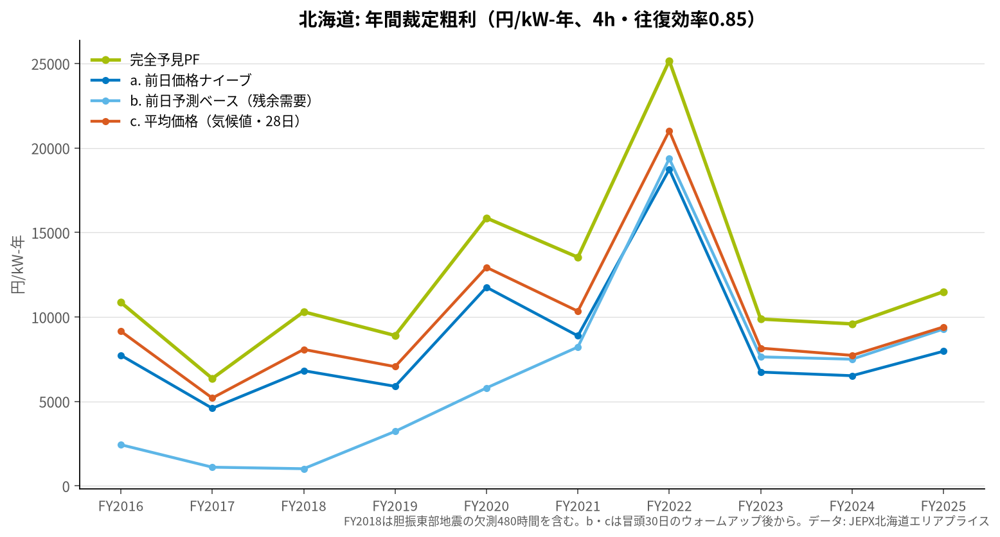 北海道: 年間裁定粗利（円/kW-年、4h・往復効率0.85）
完全予見PF
a. 前日価格ナイーブ
b. 前日予測ベース（残余需要）
c. 平均価格（気候値・28日）
円/kW-年
25000
20000
15000
10000
5000
0
FY2016 FY2017 FY2018 FY2019 FY2020 FY2021 FY2022 FY2023 FY2024 FY2025
FY2018は胆振東部地震の欠測480時間を含む。b・cは冒頭30日のウォームアップ後から。データ: JEPX北海道エリアプライス